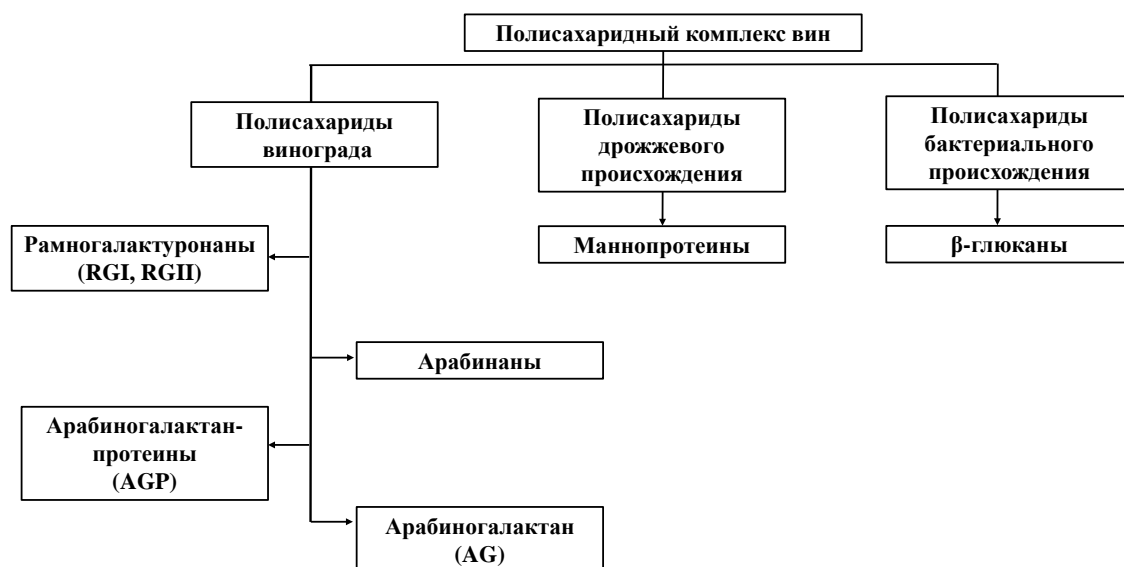 Полисахаридный комплекс вин
Полисахариды
винограда
Полисахариды
дрожжевого
происхождения
Полисахариды
бактериального
происхождения
Маннопротеины
β-глюканы
Рамногалактуронаны
(RGI, RGII)
Арабинаны
Арабиногалактан-
протеины
(AGP)
Арабиногалактан
(AG)